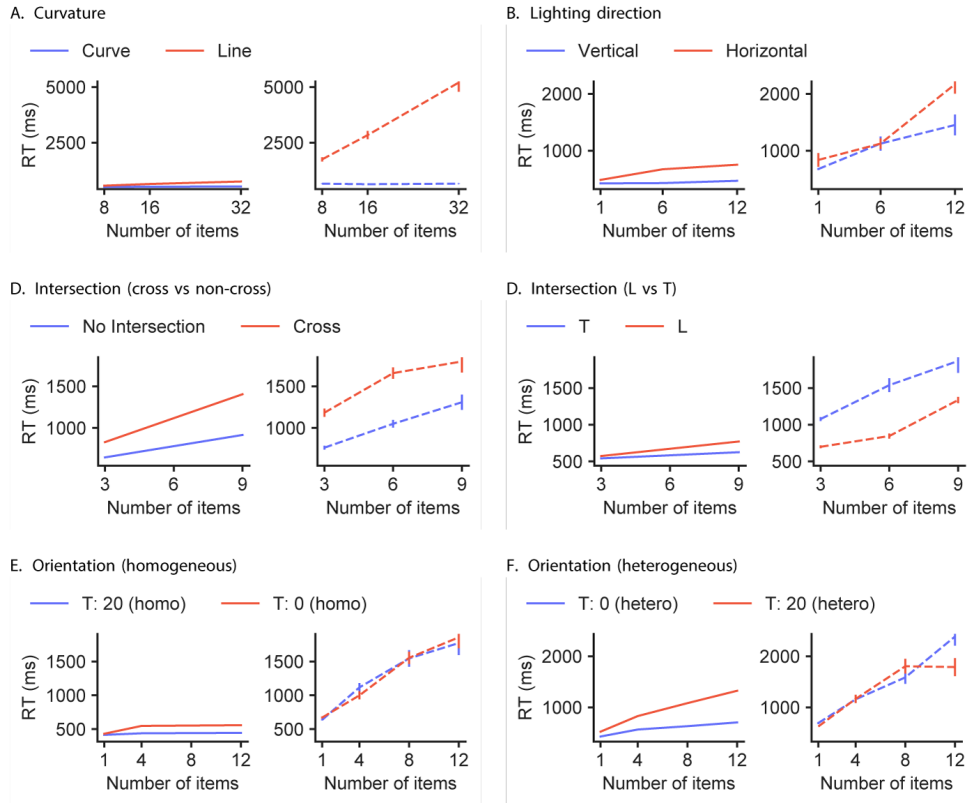 A. Curvature
Curve Line
5000
2500
RT (ms)
8 16 32
Number of items
5000
2500
8 16 32
Number of items
B. Lighting direction
Vertical Horizontal
2000
1000
RT (ms)
1 6 12
Number of items
2000
1000
1 6 12
Number of items
D. Intersection (cross vs non-cross)
No Intersection Cross
1500
1000
RT (ms)
3 6 9
Number of items
1500
1000
3 6 9
Number of items
D. Intersection (L vs T)
T L
1500
1000
500
RT (ms)
3 6 9
Number of items
1500
1000
500
3 6 9
Number of items
E. Orientation (homogeneous)
T: 20 (homo) T: 0 (homo)
1500
1000
500
RT (ms)
1 4 8 12
Number of items
1500
1000
500
1 4 8 12
Number of items
F. Orientation (heterogeneous)
T: 0 (hetero) T: 20 (hetero)
2000
1000
RT (ms)
1 4 8 12
Number of items
2000
1000
1 4 8 12
Number of items